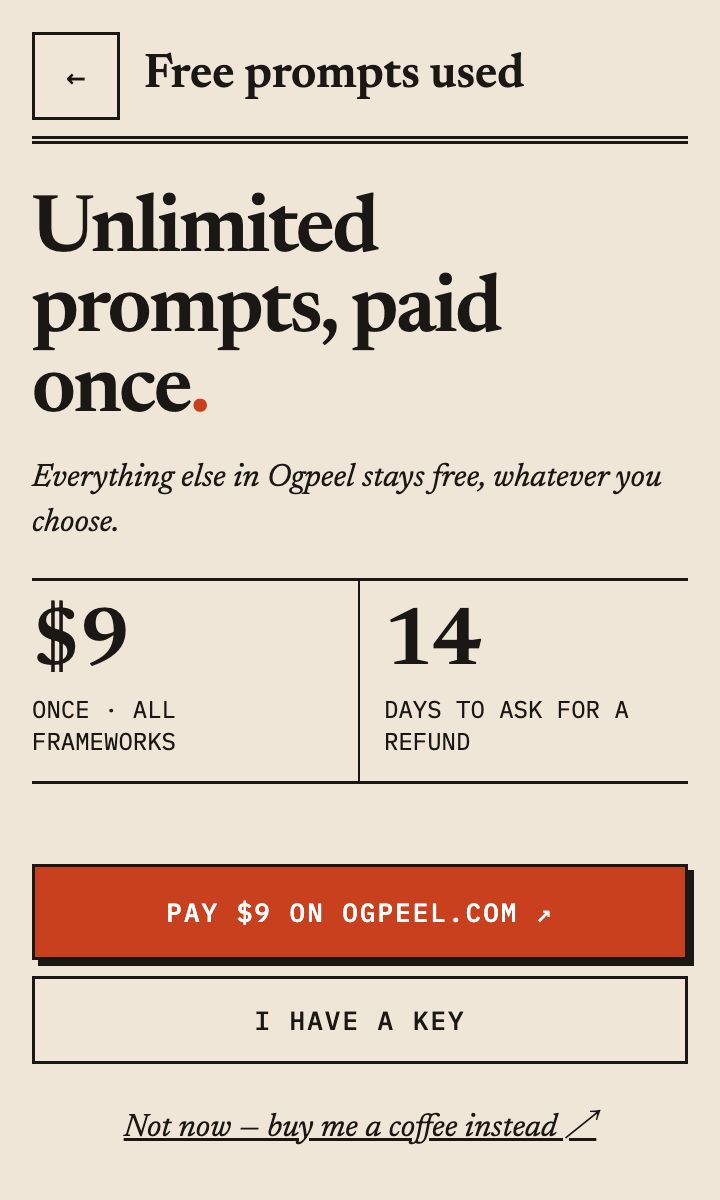 ←
Free prompts used
Unlimited
prompts, paid
once.
Everything else in Ogpeel stays free, whatever you
choose.
$9
ONCE · ALL
FRAMEWORKS
14
DAYS TO ASK FOR A
REFUND
PAY $9 ON OGPEEL.COM ↗
I HAVE A KEY
Not now — buy me a coffee instead ↗